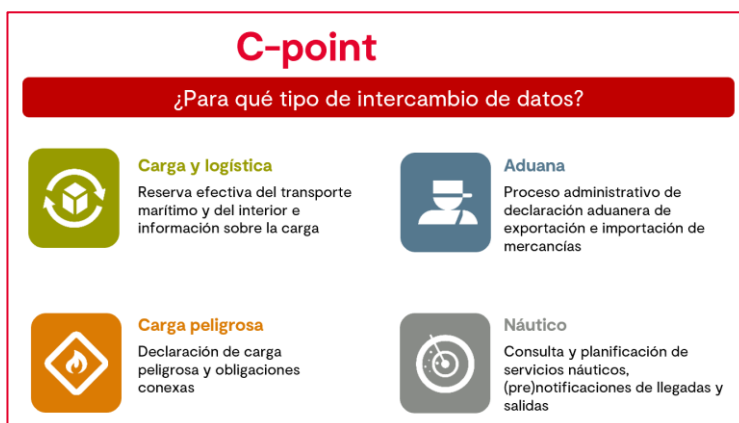 C-point
¿Para qué tipo de intercambio de datos?
Carga y logística
Reserva efectiva del transporte
marítimo y del interior e
información sobre la carga
Aduana
Proceso administrativo de
declaración aduanera de
exportación e importación de
mercancías
Carga peligrosa
Declaración de carga
peligrosa y obligaciones
conexas
Náutico
Consulta y planificación de
servicios náuticos,
(pre)notificaciones de llegadas y
salidas